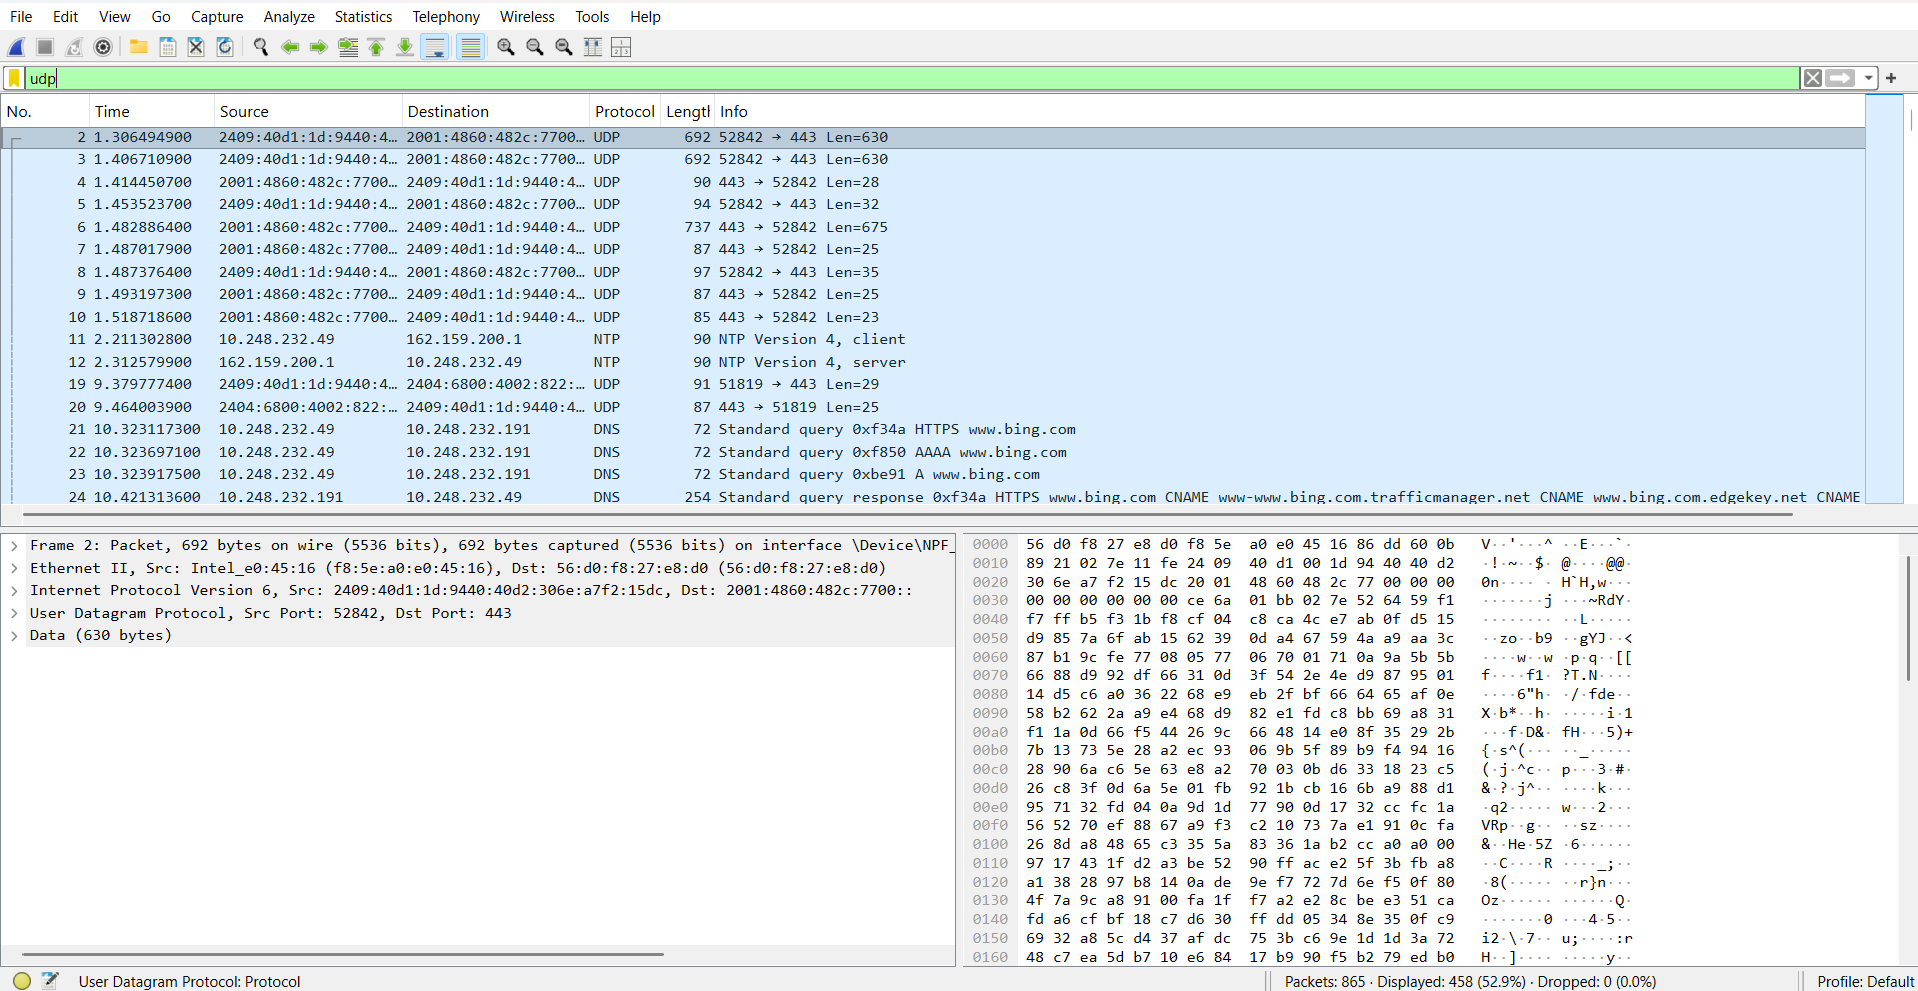 File Edit View Go Capture Analyze Statistics Telephony Wireless Tools Help
udp
No. Time Source Destination Protocol Length Info
2 1.306494900 2409:40d1:1d:9440:4… 2001:4860:482c:7700… UDP 692 52842 → 443 Len=630
3 1.406710900 2409:40d1:1d:9440:4… 2001:4860:482c:7700… UDP 692 52842 → 443 Len=630
4 1.414450700 2001:4860:482c:7700… 2409:40d1:1d:9440:4… UDP 90 443 → 52842 Len=28
5 1.453523700 2409:40d1:1d:9440:4… 2001:4860:482c:7700… UDP 94 52842 → 443 Len=32
6 1.482886400 2001:4860:482c:7700… 2409:40d1:1d:9440:4… UDP 737 443 → 52842 Len=675
7 1.487017900 2001:4860:482c:7700… 2409:40d1:1d:9440:4… UDP 87 443 → 52842 Len=25
8 1.487376400 2409:40d1:1d:9440:4… 2001:4860:482c:7700… UDP 97 52842 → 443 Len=35
9 1.493197300 2001:4860:482c:7700… 2409:40d1:1d:9440:4… UDP 87 443 → 52842 Len=25
10 1.518718600 2001:4860:482c:7700… 2409:40d1:1d:9440:4… UDP 85 443 → 52842 Len=23
11 2.211302800 10.248.232.49 162.159.200.1 NTP 90 NTP Version 4, client
12 2.312579900 162.159.200.1 10.248.232.49 NTP 90 NTP Version 4, server
19 9.379777400 2409:40d1:1d:9440:4… 2404:6800:4002:822:… UDP 91 51819 → 443 Len=29
20 9.464003900 2404:6800:4002:822:… 2409:40d1:1d:9440:4… UDP 87 443 → 51819 Len=25
21 10.323117300 10.248.232.49 10.248.232.191 DNS 72 Standard query 0xf34a HTTPS www.bing.com
22 10.323697100 10.248.232.49 10.248.232.191 DNS 72 Standard query 0xf850 AAAA www.bing.com
23 10.323917500 10.248.232.49 10.248.232.191 DNS 72 Standard query 0xbe91 A www.bing.com
24 10.421313600 10.248.232.191 10.248.232.49 DNS 254 Standard query response 0xf34a HTTPS www.bing.com CNAME www-www.bing.com.trafficmanager.net CNAME www.bing.com.edgekey.net CNAME
Frame 2: Packet, 692 bytes on wire (5536 bits), 692 bytes captured (5536 bits) on interface \Device\NPF_
Ethernet II, Src: Intel_e0:45:16 (f8:5e:a0:e0:45:16), Dst: 56:d0:f8:27:e8:d0 (56:d0:f8:27:e8:d0)
Internet Protocol Version 6, Src: 2409:40d1:1d:9440:40d2:306e:a7f2:15dc, Dst: 2001:4860:482c:7700::
User Datagram Protocol, Src Port: 52842, Dst Port: 443
Data (630 bytes)
0000 56 d0 f8 27 e8 d0 f8 5e a0 e0 45 16 86 dd 60 0b V··'···^ ··E···`·
0010 89 21 02 7e 11 fe 24 09 40 d1 00 1d 94 40 40 d2 ·!·~··$· @····@@·
0020 30 6e a7 f2 15 dc 20 01 48 60 48 2c 77 00 00 00 0n···· · H`H,w···
0030 00 00 00 00 00 00 ce 6a 01 bb 02 7e 52 64 59 f1 ·······j ···~RdY·
0040 f7 ff b5 f3 1b f8 cf 04 c8 ca 4c e7 ab 0f d5 15 ········ ··L·····
0050 d9 85 7a 6f ab 15 62 39 0d a4 67 59 4a a9 aa 3c ··zo··b9 ··gYJ··<
0060 87 b1 9c fe 77 08 05 77 06 70 01 71 0a 9a 5b 5b ····w··w ·p·q··[[
0070 66 88 d9 92 df 66 31 0d 3f 54 2e 4e d9 87 95 01 f····f1· ?T.N····
0080 14 d5 c6 a0 36 22 68 e9 eb 2f bf 66 64 65 af 0e ····6"h· ·/·fde··
0090 58 b2 62 2a a9 e4 68 d9 82 e1 fd c8 bb 69 a8 31 X·b*··h· ·····i·1
00a0 f1 1a 0d 66 f5 44 26 9c 66 48 14 e0 8f 35 29 2b ···f·D&· fH···5)+
00b0 7b 13 73 5e 28 a2 ec 93 06 9b 5f 89 b9 f4 94 16 {·s^(··· ··_·····
00c0 28 90 6a c6 5e 63 e8 a2 70 03 0b d6 33 18 23 c5 (·j·^c·· p···3·#·
00d0 26 c8 3f 0d 6a 5e 01 fb 92 1b cb 16 6b a9 88 d1 &·?·j^·· ····k···
00e0 95 71 32 fd 04 0a 9d 1d 77 90 0d 17 32 cc fc 1a ·q2····· w···2···
00f0 56 52 70 ef 88 67 a9 f3 c2 10 73 7a e1 91 0c fa VRp··g·· ··sz····
0100 26 8d a8 48 65 c3 35 5a 83 36 1a b2 cc a0 a0 00 &··He·5Z ·6······
0110 97 17 43 1f d2 a3 be 52 90 ff ac e2 5f 3b fb a8 ··C····R ····_;··
0120 a1 38 28 97 b8 14 0a de 9e f7 72 7d 6e f5 0f 80 ·8(····· ··r}n···
0130 4f 7a 9c a8 91 00 fa 1f f7 a2 e2 8c be e3 51 ca Oz······ ······Q·
0140 fd a6 cf bf 18 c7 d6 30 ff dd 05 34 8e 35 0f c9 ·······0 ···4·5··
0150 69 32 a8 5c d4 37 af dc 75 3b c6 9e 1d 1d 3a 72 i2·\·7·· u;····:r
0160 48 c7 ea 5d b7 10 e6 84 17 b9 90 f5 b2 79 ed b0 H··]···· ·····y··
User Datagram Protocol: Protocol
Packets: 865 · Displayed: 458 (52.9%) · Dropped: 0 (0.0%)
Profile: Default